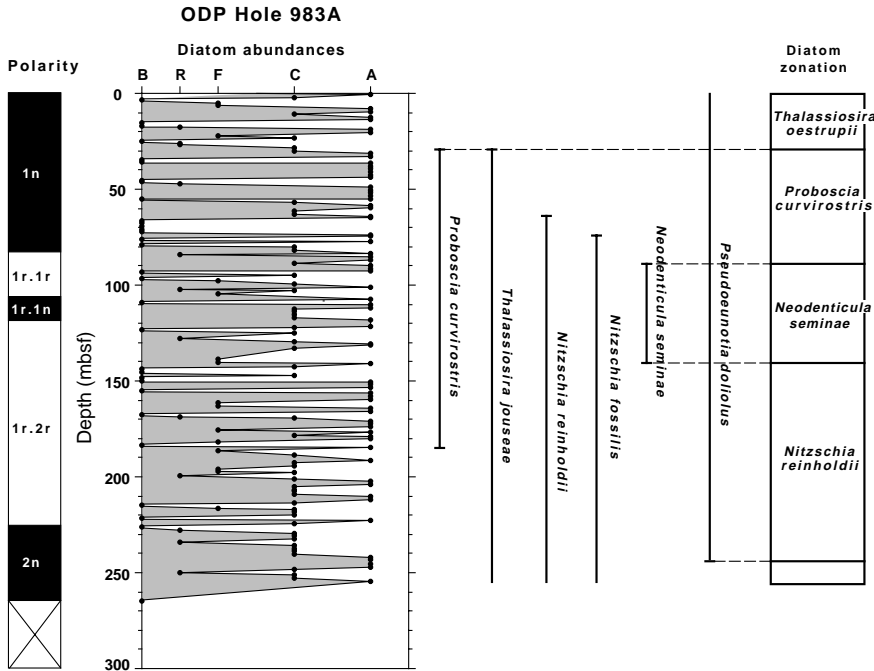 ODP Hole 983A
Diatom abundances
Diatom
zonation
Polarity
B R F C A
0
50
100
150
200
250
300
Depth (mbsf)
1n
1r.1r
1r.1n
1r.2r
2n
Proboscia curvirostris
Thalassiosira jouseae
Nitzschia reinholdii
Nitzschia fossilis
Neodenticula seminae
Pseudoeunotia doliolus
Thalassiosira
oestrupii
Proboscia
curvirostris
Neodenticula
seminae
Nitzschia
reinholdii